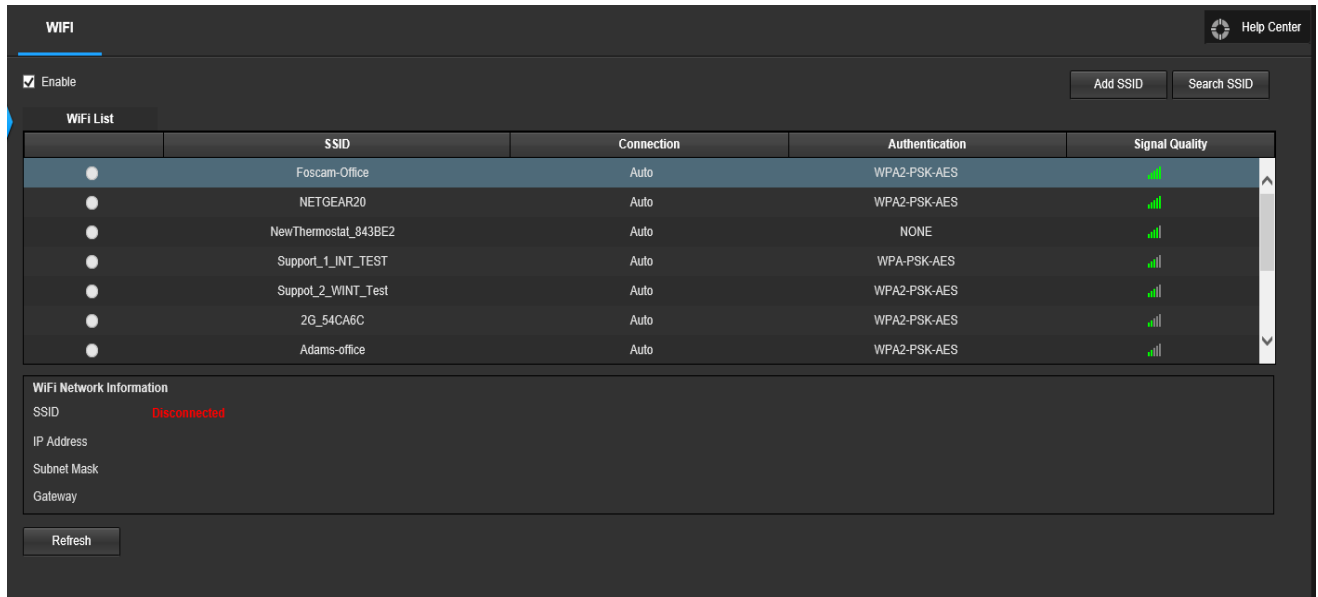 WIFI
Help Center
Enable
Add SSID
Search SSID
WiFi List
SSID Connection Authentication Signal Quality
Foscam-Office Auto WPA2-PSK-AES
NETGEAR20 Auto WPA2-PSK-AES
NewThermostat_843BE2 Auto NONE
Support_1_INT_TEST Auto WPA-PSK-AES
Suppot_2_WINT_Test Auto WPA2-PSK-AES
2G_54CA6C Auto WPA2-PSK-AES
Adams-office Auto WPA2-PSK-AES
WiFi Network Information
SSID Disconnected
IP Address
Subnet Mask
Gateway
Refresh